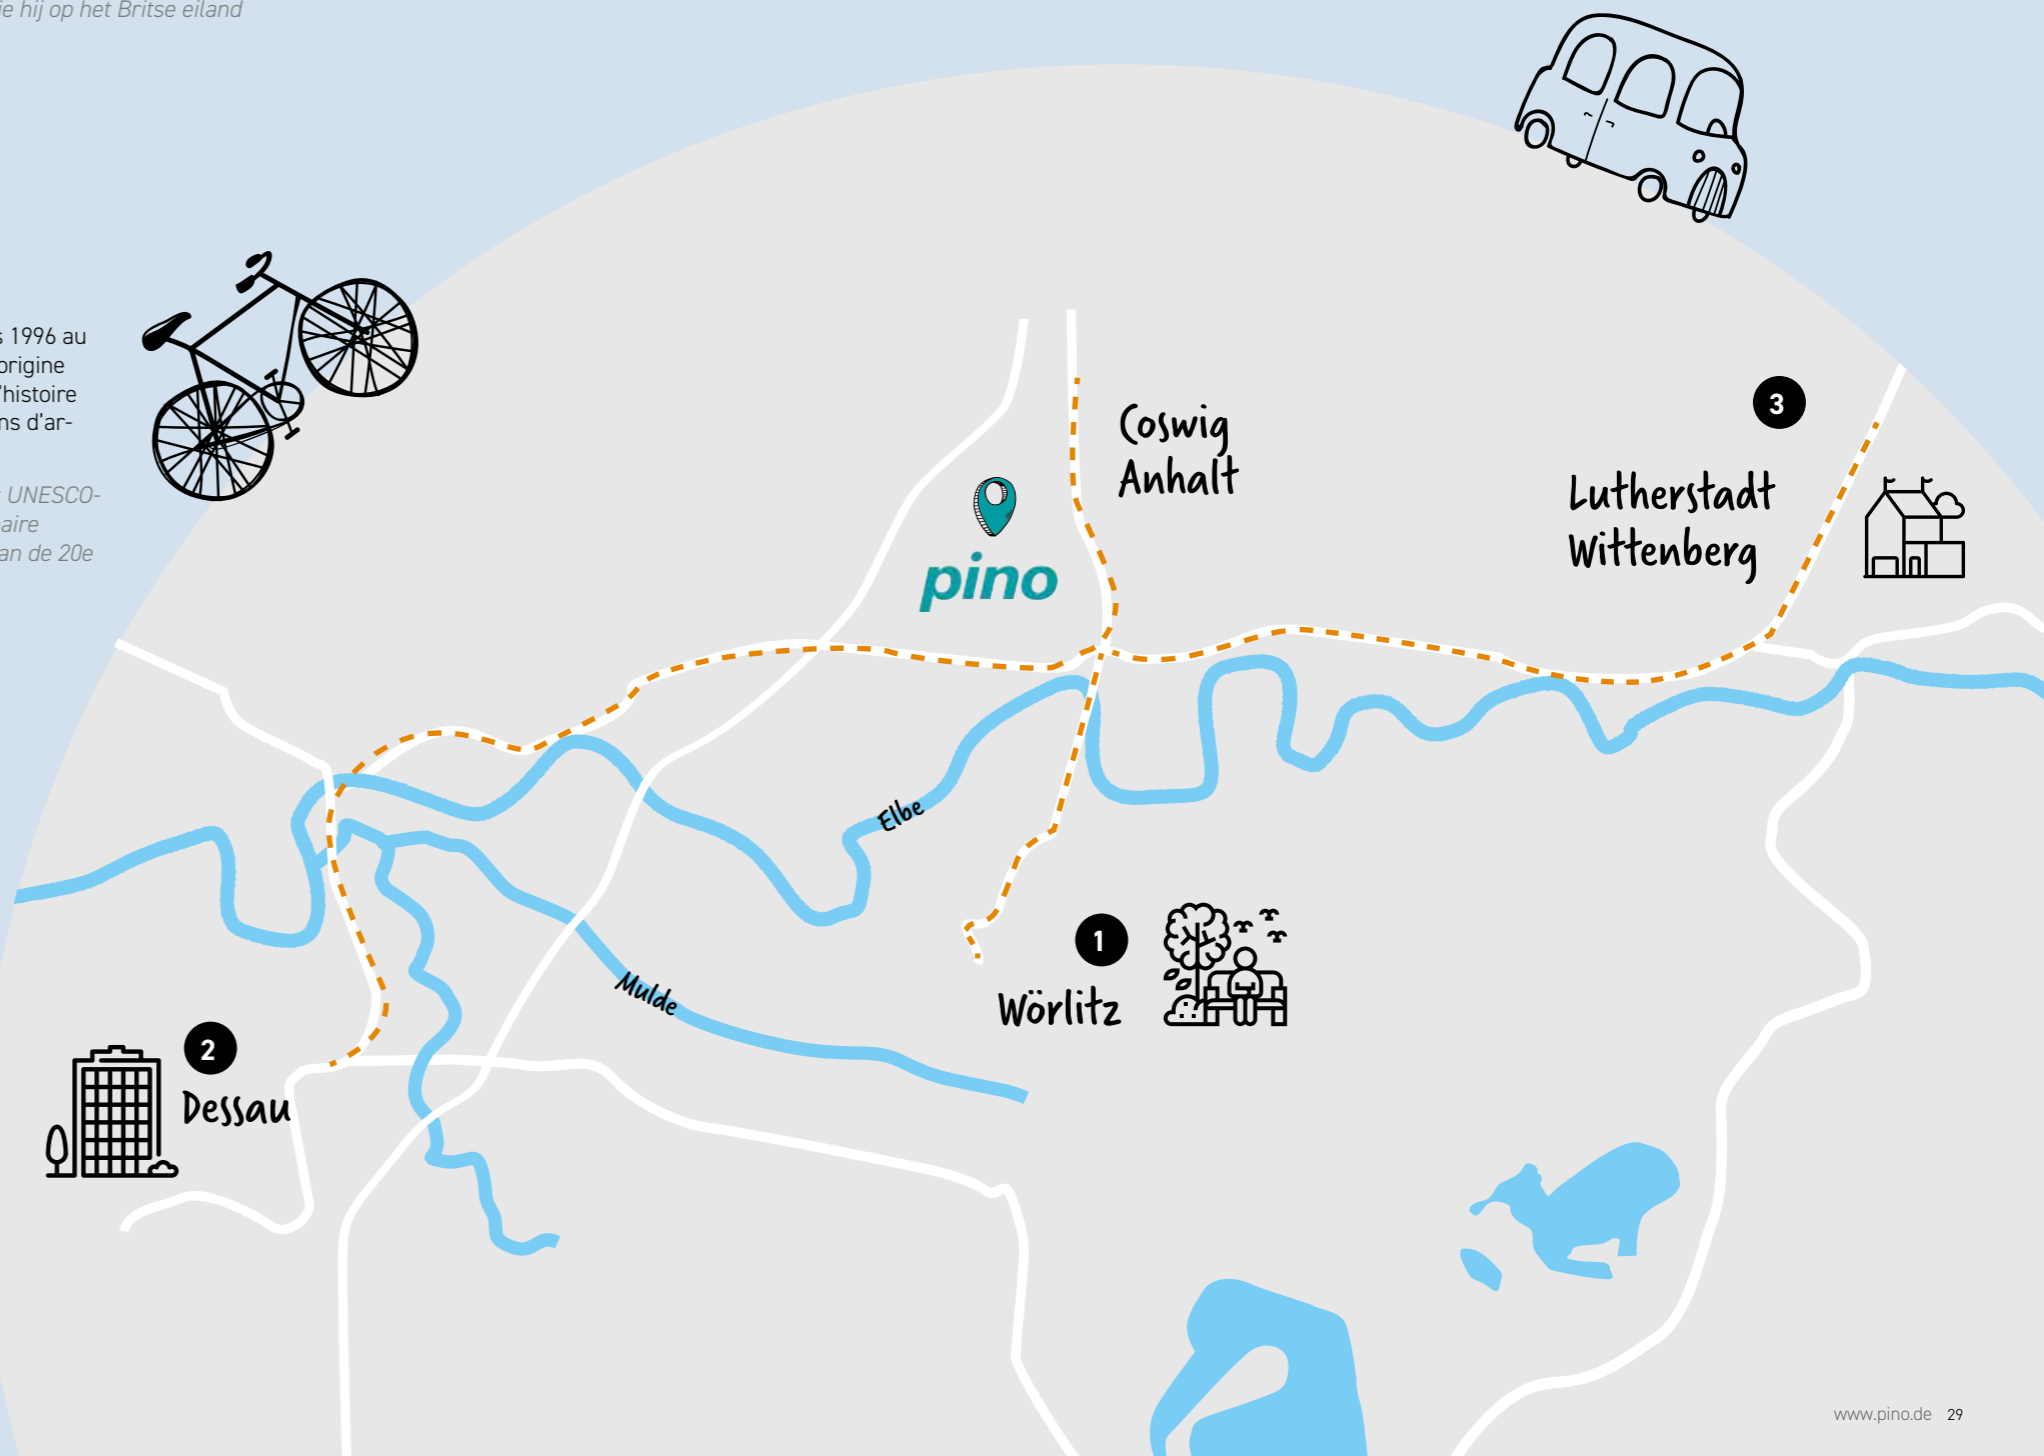 ie hij op het Britse eiland
s 1996 au
origine
'histoire
ns d'ar-
UNESCO-
aire
an de 20e
Coswig
Anhalt
3
Lutherstadt
Wittenberg
pino
Elbe
1
Wörlitz
Mulde
2
Dessau
www.pino.de 29